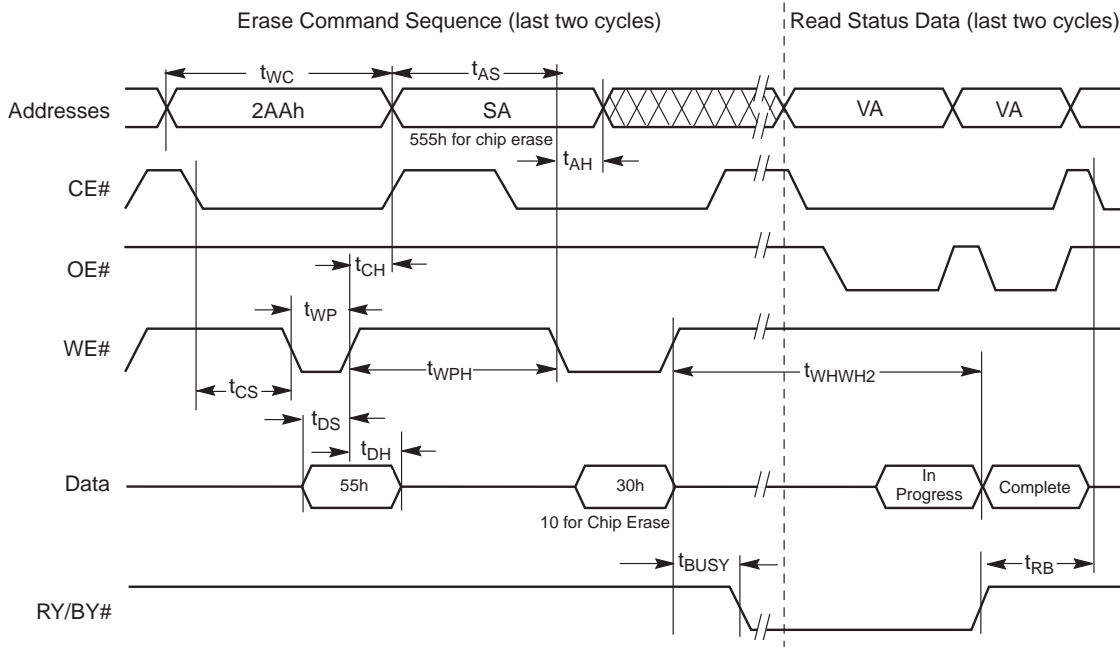 Erase Command Sequence (last two cycles)
Read Status Data (last two cycles)
tWC
tAS
Addresses
2AAh
SA
VA
VA
555h for chip erase
tAH
CE#
OE#
tCH
tWP
WE#
tWPH
tWHWH2
tCS
tDS
tDH
Data
55h
30h
In
Progress
Complete
10 for Chip Erase
tBUSY
tRB
RY/BY#